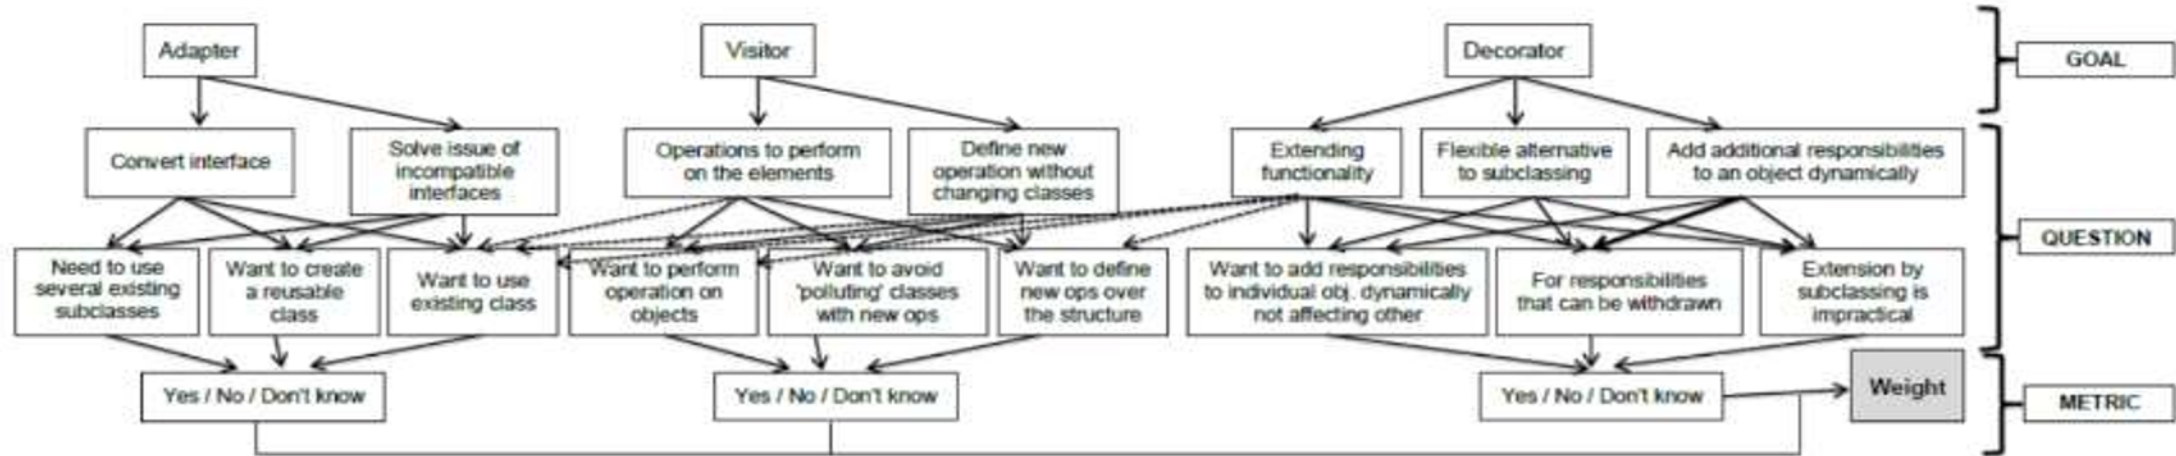 Adapter
Visitor
Decorator
GOAL
Convert interface
Solve issue of
incompatible
interfaces
Operations to perform
on the elements
Define new
operation without
changing classes
Extending
functionality
Flexible alternative
to subclassing
Add additional responsibilities
to an object dynamically
QUESTION
Need to use
several existing
subclasses
Want to create
a reusable
class
Want to use
existing class
Want to perform
operation on
objects
Want to avoid
'polluting' classes
with new ops
Want to define
new ops over
the structure
Want to add responsibilities
to individual obj. dynamically
not affecting other
For responsibilities
that can be withdrawn
Extension by
subclassing is
impractical
Yes / No / Don't know
Yes / No / Don't know
Yes / No / Don't know
Weight
METRIC